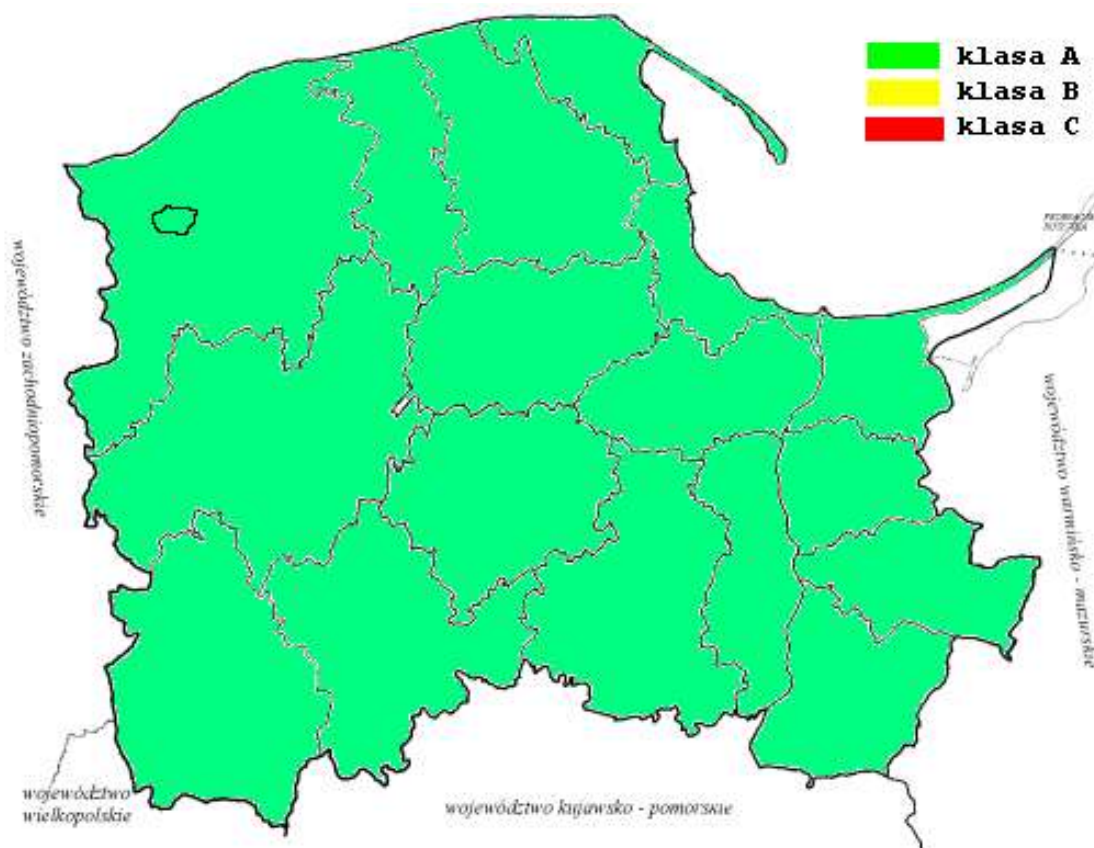 klasa A
klasa B
klasa C
województwo zachodniopomorskie
województwo warmińsko - mazurskie
województwo
wielkopolskie
województwo kujawsko - pomorskie